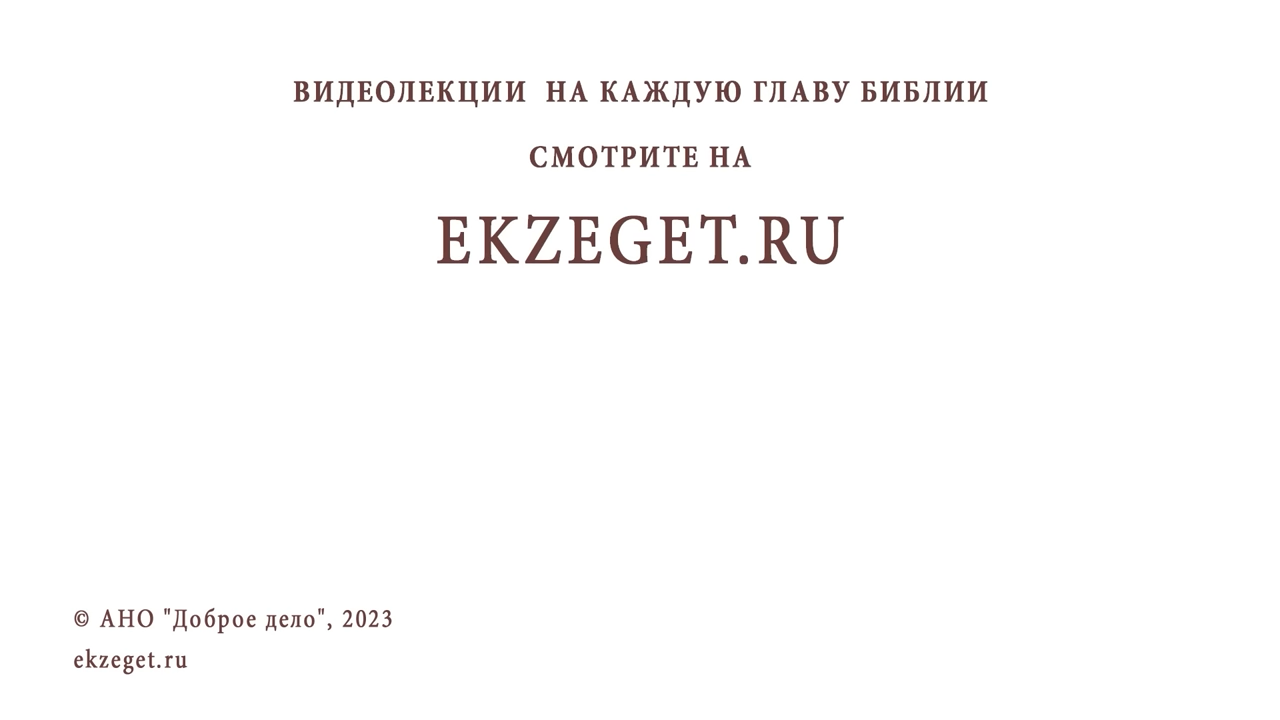 ВИДЕОЛЕКЦИИ НА КАЖДУЮ ГЛАВУ БИБЛИИ
СМОТРИТЕ НА
EKZEGET.RU
© АНО "Доброе дело", 2023
ekzeget.ru